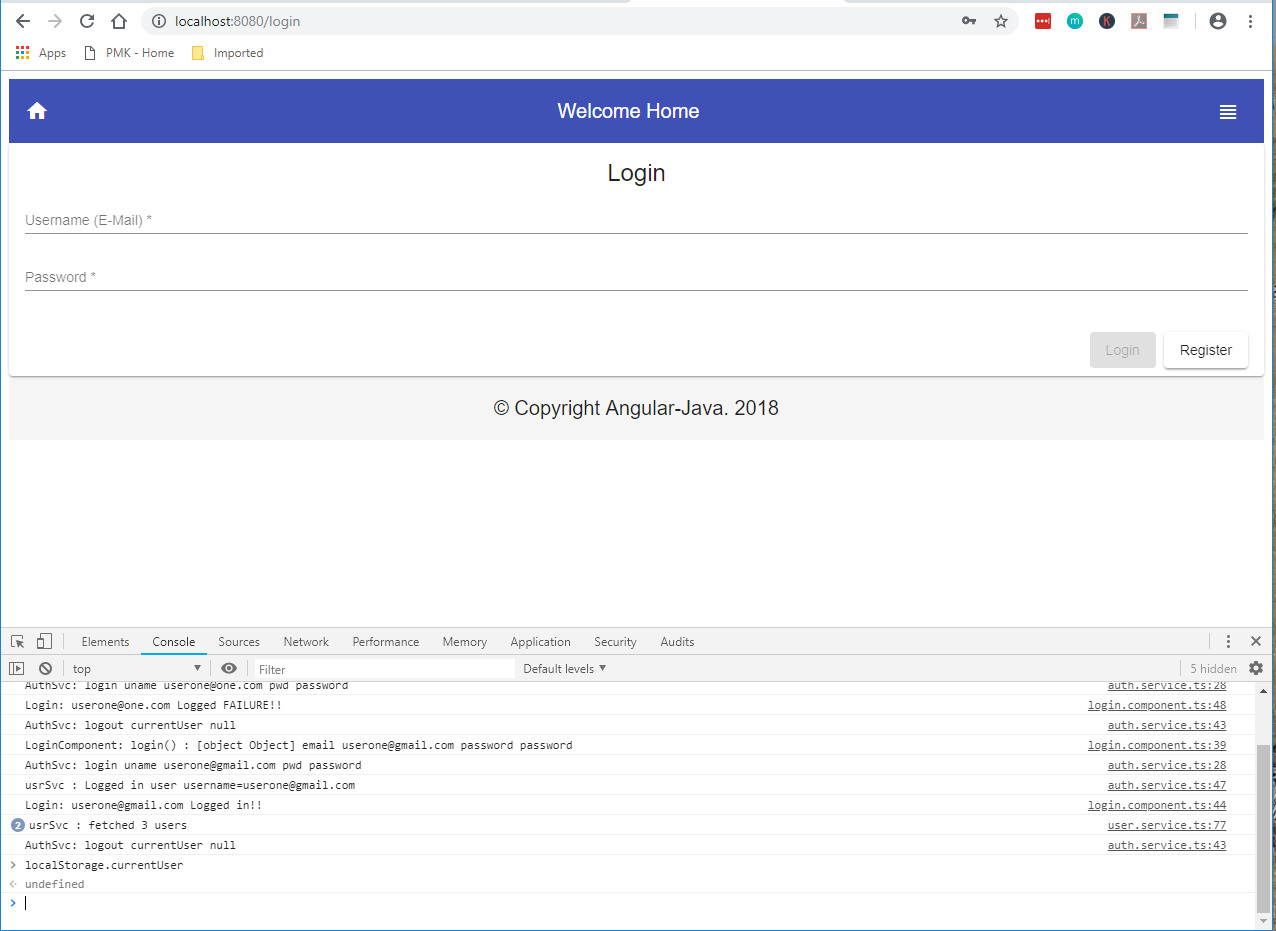 localhost:8080/login
Apps PMK - Home Imported
Welcome Home
Login
Username (E-Mail) *
Password *
Login Register
© Copyright Angular-Java. 2018
Elements Console Sources Network Performance Memory Application Security Audits
top Filter Default levels 5 hidden
AuthSvc: login uname userone@one.com pwd password auth.service.ts:28
Login: userone@one.com Logged FAILURE!! login.component.ts:48
AuthSvc: logout currentUser null auth.service.ts:43
LoginComponent: login() : [object Object] email userone@gmail.com password password login.component.ts:39
AuthSvc: login uname userone@gmail.com pwd password auth.service.ts:28
usrSvc : Logged in user username=userone@gmail.com auth.service.ts:47
Login: userone@gmail.com Logged in!! login.component.ts:44
2 usrSvc : fetched 3 users user.service.ts:77
AuthSvc: logout currentUser null auth.service.ts:43
> localStorage.currentUser
undefined
>